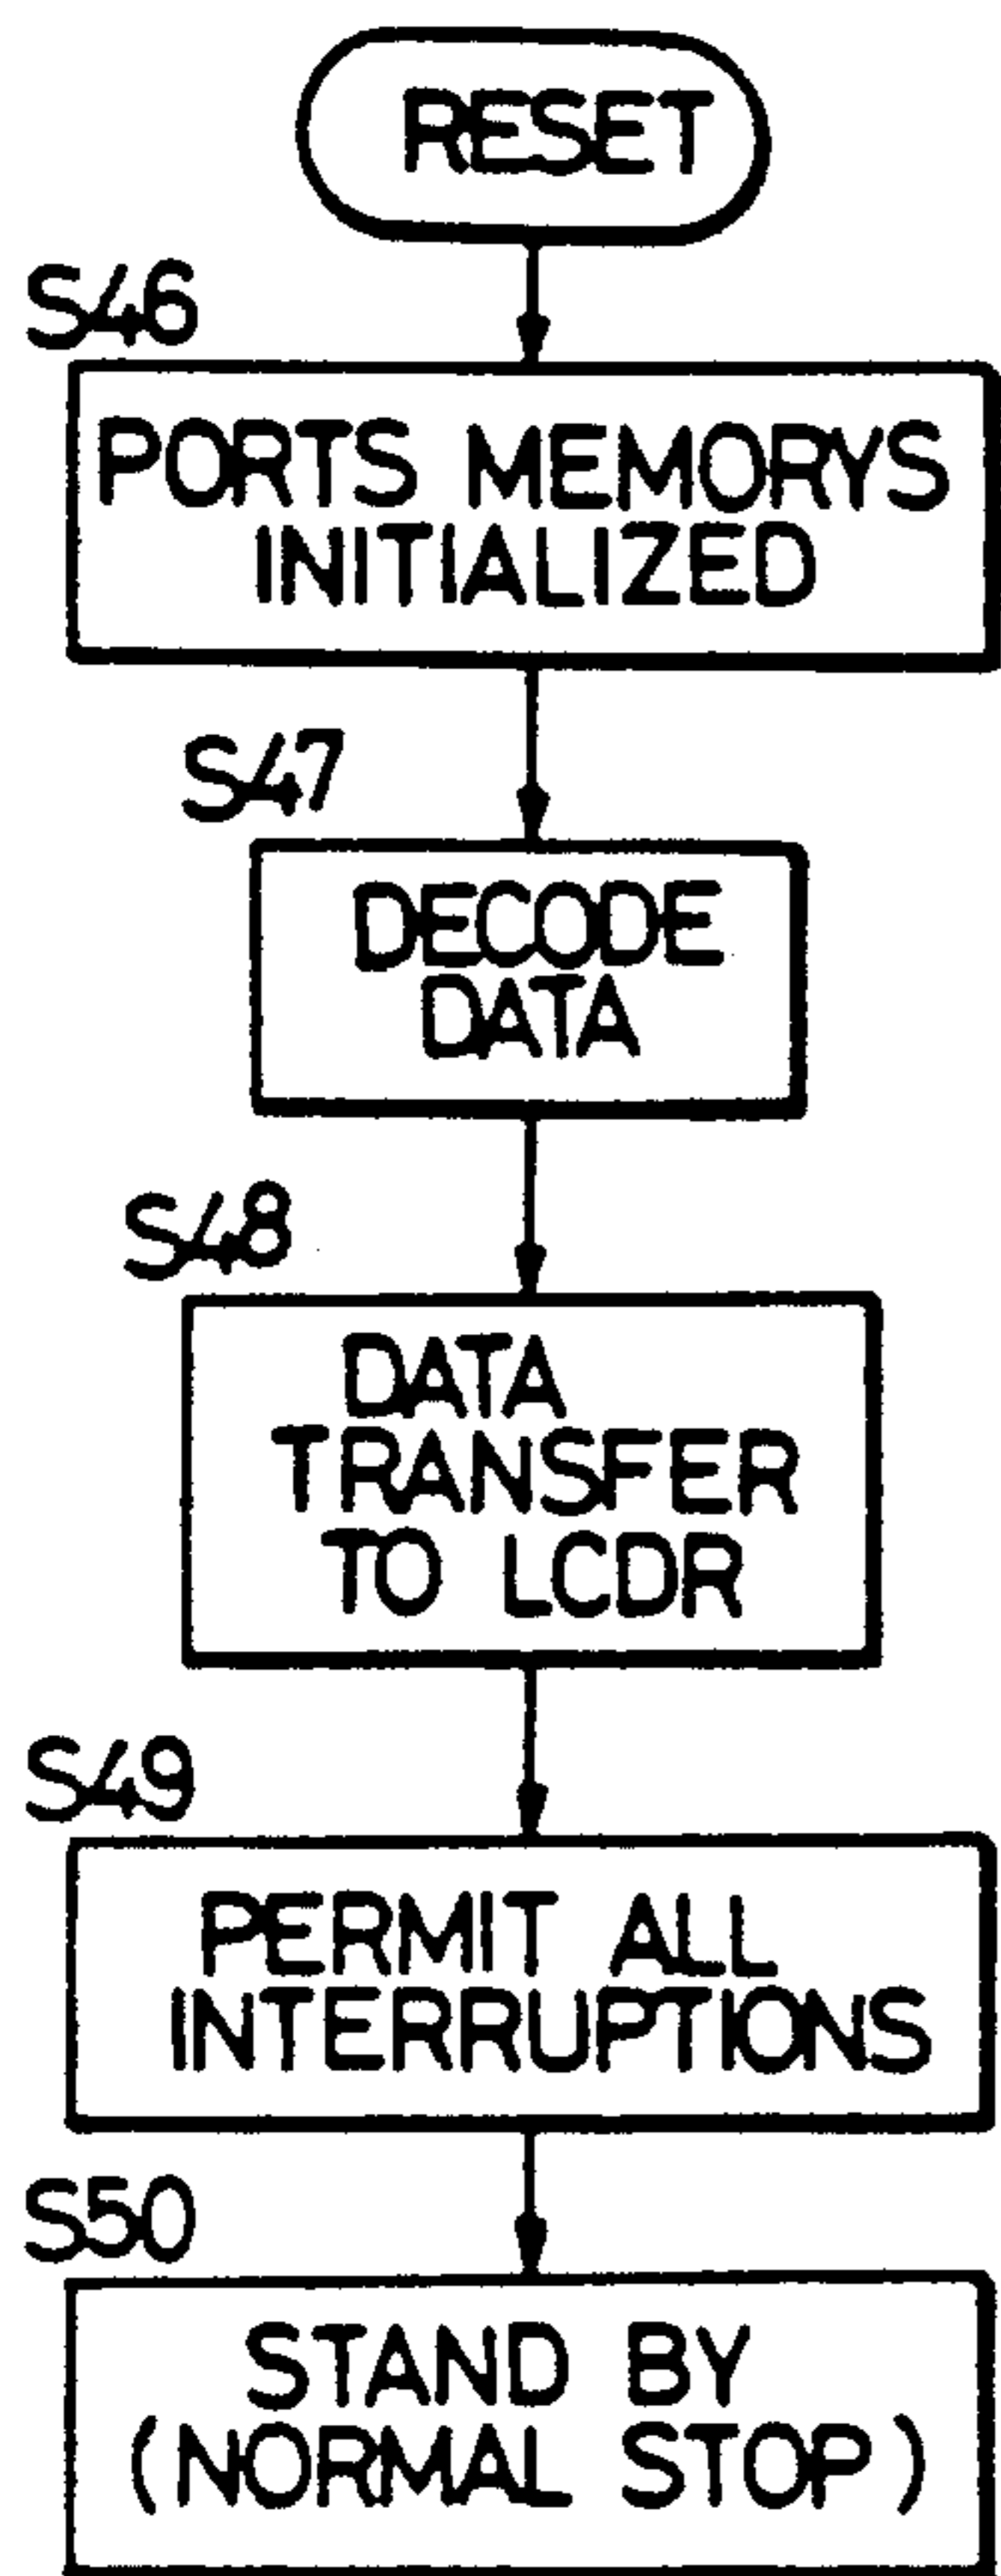 RESET
S46
PORTS MEMORYS
INITIALIZED
S47
DECODE
DATA
S48
DATA
TRANSFER
TO LCDR
S49
PERMIT ALL
INTERRUPTIONS
S50
STAND BY
(NORMAL STOP)